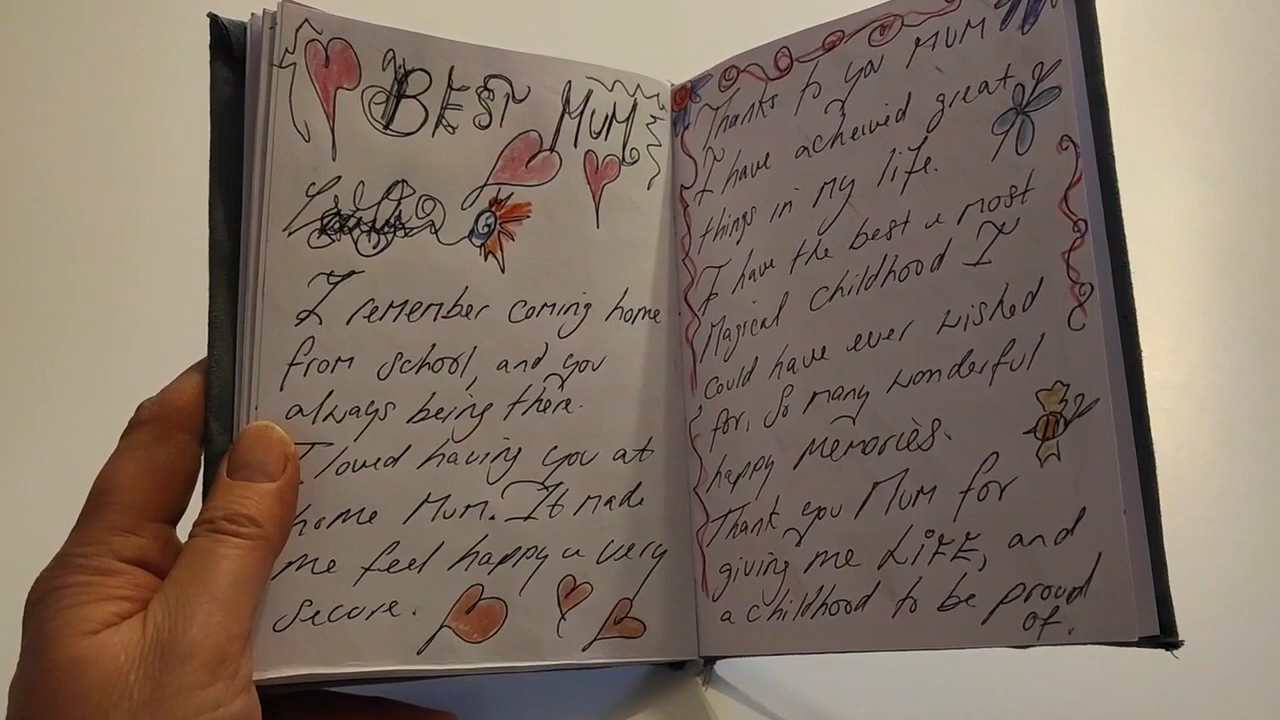 BEST MUM
I remember coming home
from school, and you
always being there.
I loved having you at
home Mum. It made
me feel happy u very
secure.
Thanks to you MUM
I have acheived great
things in my life.
I have the best u most
Magical childhood I
could have ever wished
for, So many wonderful
happy Memories.
Thank you Mum for
giving me LIFE, and
a childhood to be proud
of.